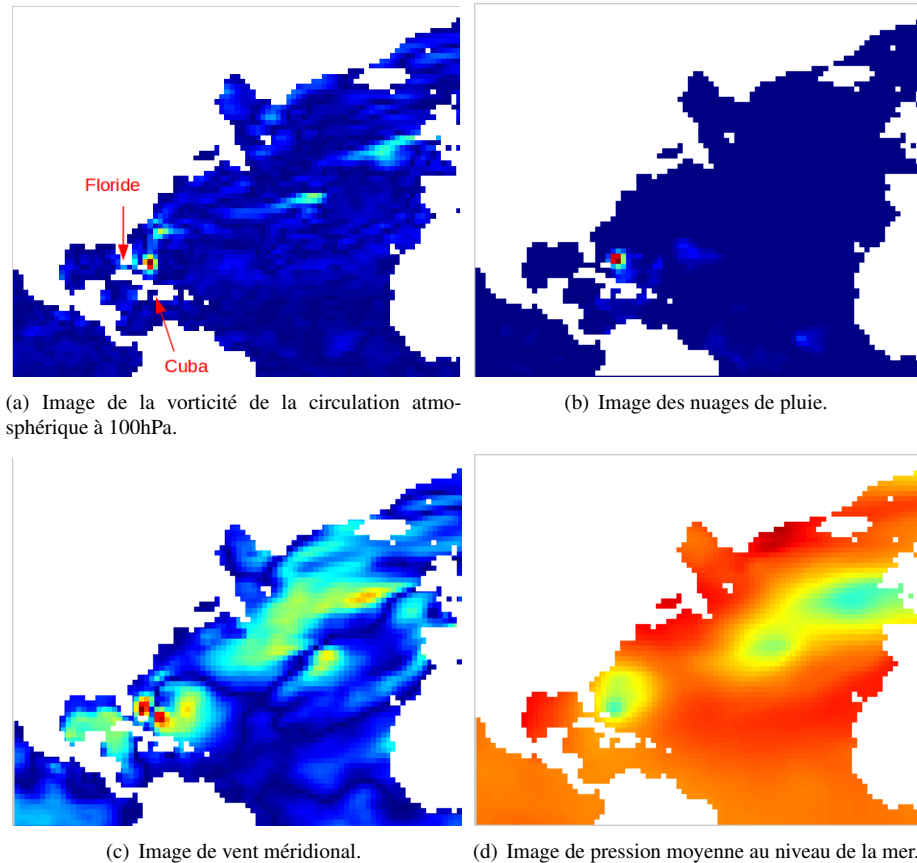 Floride
Cuba
(a) Image de la vorticité de la circulation atmo-
sphérique à 100hPa.
(b) Image des nuages de pluie.
(c) Image de vent méridional.
(d) Image de pression moyenne au niveau de la mer.